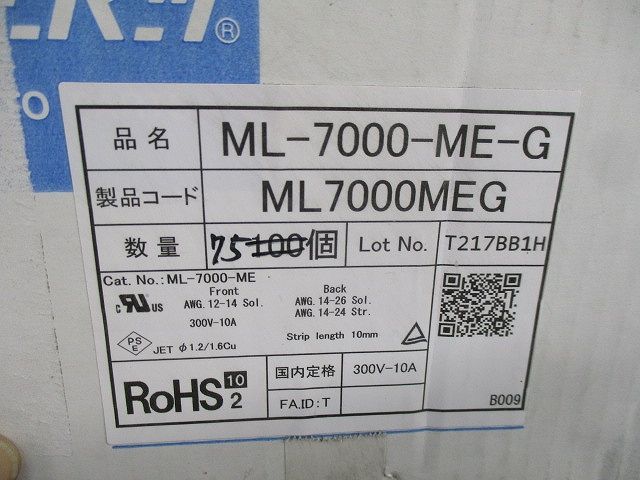 ®
O
品名 ML-7000-ME-G
製品コード ML7000MEG
数量 75 100個 Lot No. T217BB1H
Cat. No.: ML-7000-ME
Front Back
AWG. 12-14 Sol. AWG. 14-26 Sol.
AWG. 14-24 Str.
c RU US
300V-10A Strip length 10mm
PS E JET φ1.2/1.6Cu
RoHS 10 2 国内定格 300V-10A
FA.ID:T B009